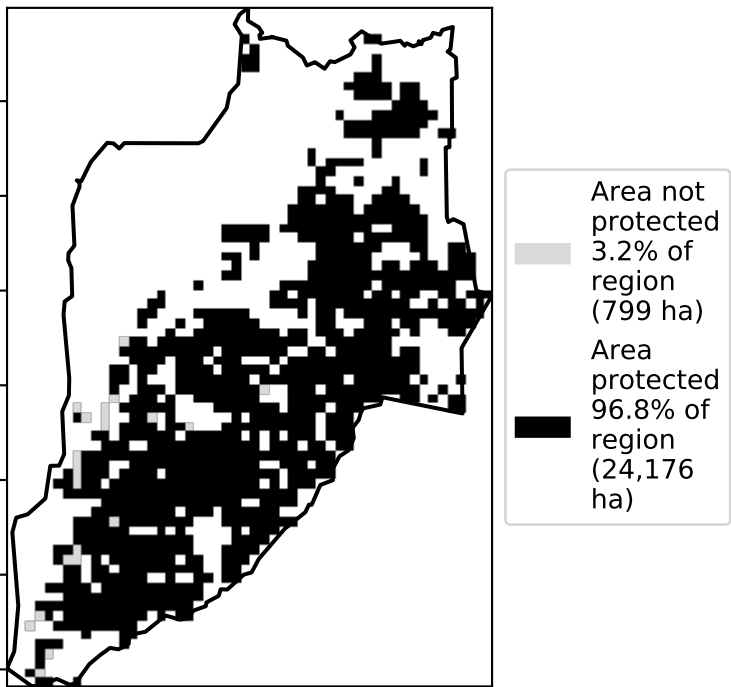 Area not
protected
3.2% of
region
(799 ha)
Area
protected
96.8% of
region
(24,176
ha)